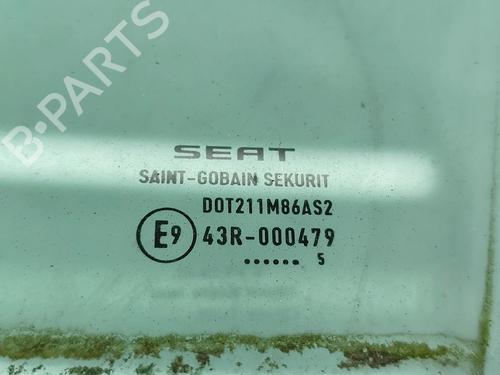 B-PARTS
SEAT
SAINT-GOBAIN SEKURIT
DOT211M86AS2
E9 43R-000479
...... 5